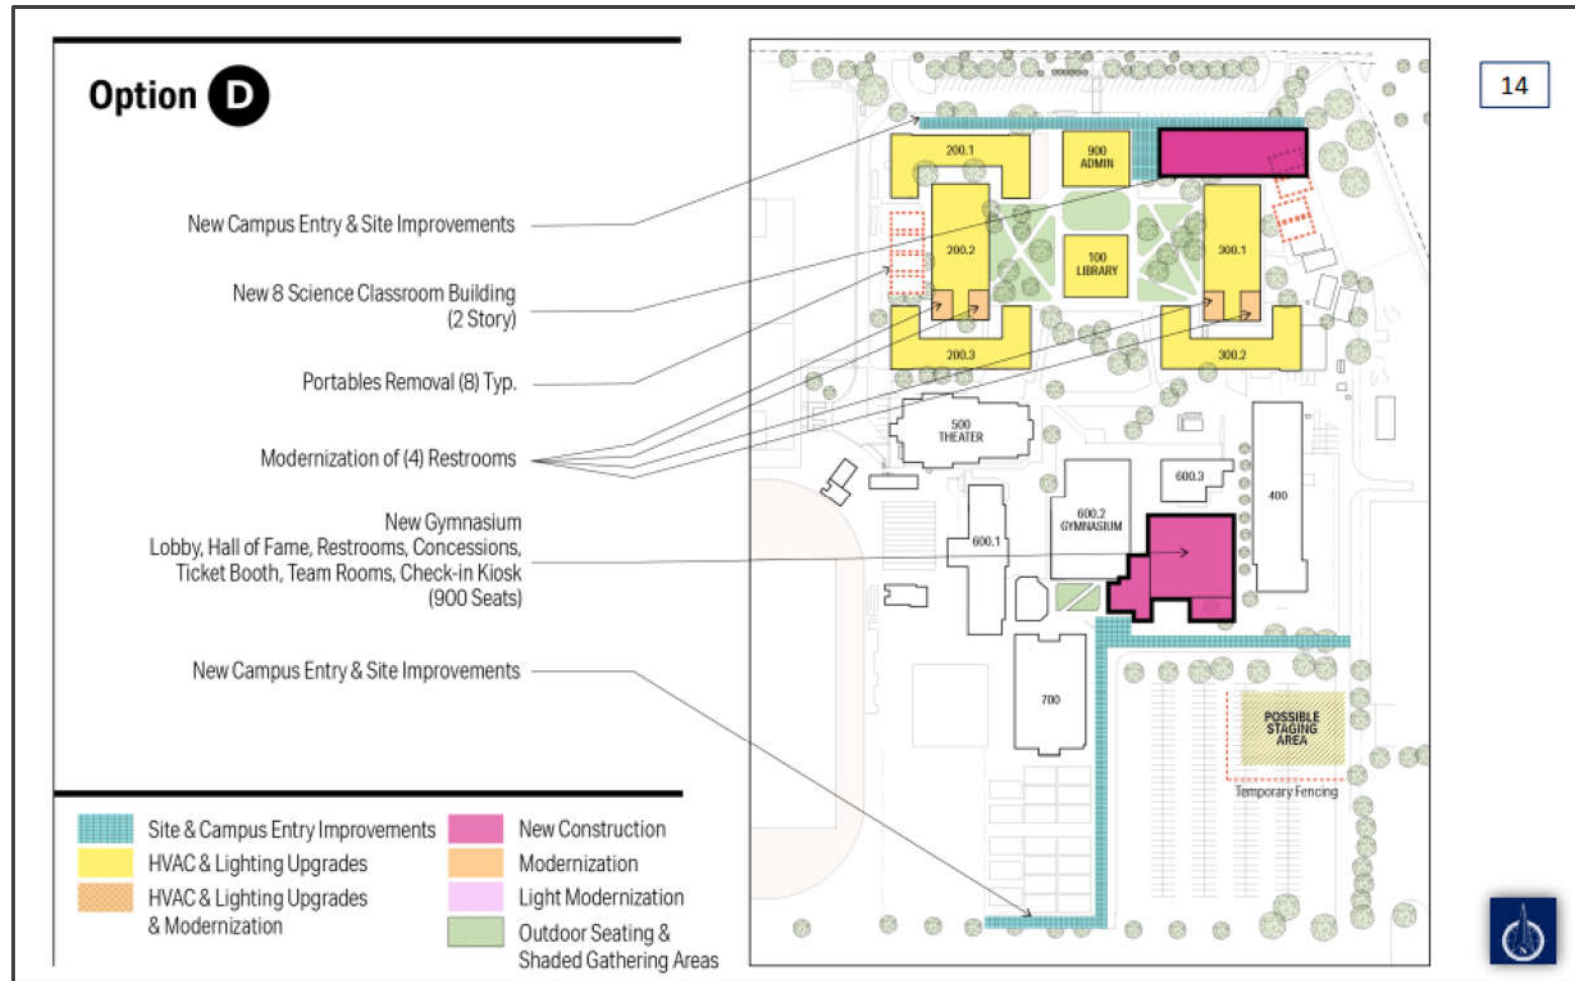 Option D
14
New Campus Entry & Site Improvements
New 8 Science Classroom Building
(2 Story)
Portables Removal (8) Typ.
Modernization of (4) Restrooms
New Gymnasium
Lobby, Hall of Fame, Restrooms, Concessions,
Ticket Booth, Team Rooms, Check-in Kiosk
(900 Seats)
New Campus Entry & Site Improvements
200.1
900
ADMIN
200.2
100
LIBRARY
300.1
200.3
300.2
500
THEATER
600.3
400
600.2
GYMNASIUM
600.1
700
POSSIBLE
STAGING
AREA
Temporary Fencing
Site & Campus Entry Improvements
HVAC & Lighting Upgrades
HVAC & Lighting Upgrades
& Modernization
New Construction
Modernization
Light Modernization
Outdoor Seating &
Shaded Gathering Areas